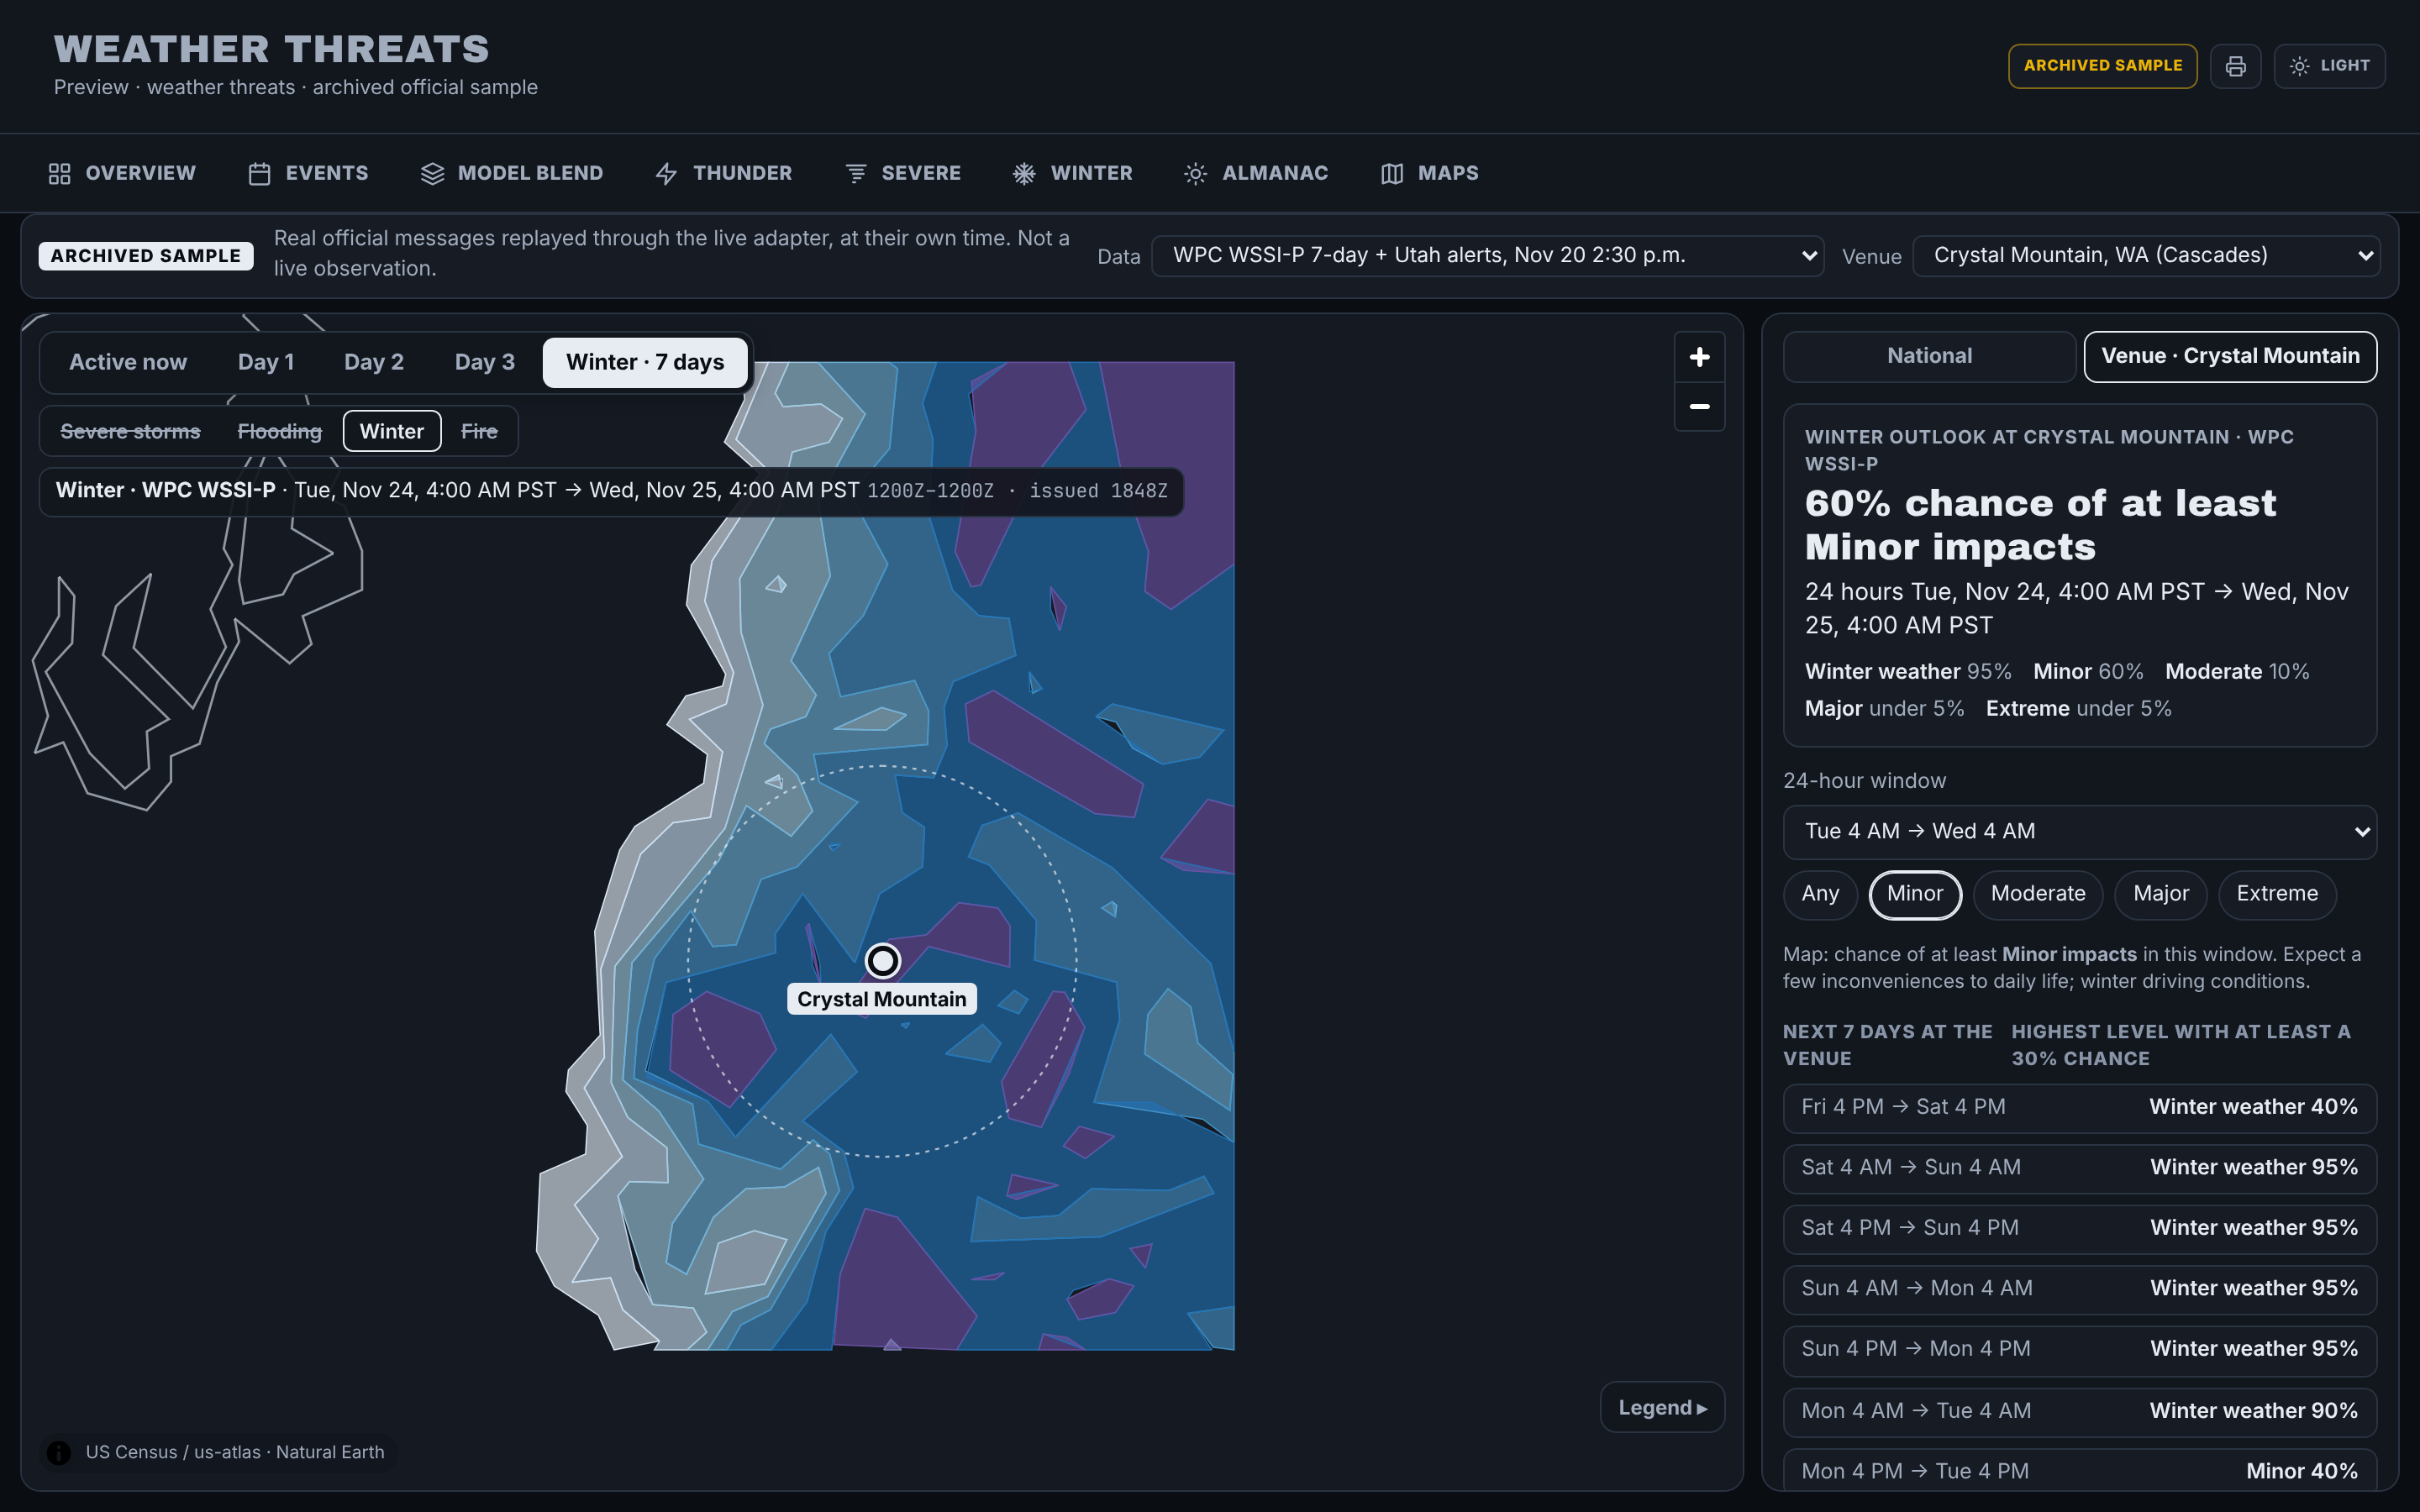 WEATHER THREATS
Preview · weather threats · archived official sample
ARCHIVED SAMPLE
LIGHT
OVERVIEW
EVENTS
MODEL BLEND
THUNDER
SEVERE
WINTER
ALMANAC
MAPS
ARCHIVED SAMPLE
Real official messages replayed through the live adapter, at their own time. Not a
live observation.
Data
WPC WSSI-P 7-day + Utah alerts, Nov 20 2:30 p.m.
Venue
Crystal Mountain, WA (Cascades)
Active now
Day 1
Day 2
Day 3
Winter · 7 days
Severe storms
Flooding
Winter
Fire
Winter · WPC WSSI-P · Tue, Nov 24, 4:00 AM PST → Wed, Nov 25, 4:00 AM PST 1200Z–1200Z · issued 1848Z
+
−
Crystal Mountain
Legend ▸
US Census / us-atlas · Natural Earth
National
Venue · Crystal Mountain
WINTER OUTLOOK AT CRYSTAL MOUNTAIN · WPC
WSSI-P
60% chance of at least
Minor impacts
24 hours Tue, Nov 24, 4:00 AM PST → Wed, Nov
25, 4:00 AM PST
Winter weather 95% Minor 60% Moderate 10%
Major under 5% Extreme under 5%
24-hour window
Tue 4 AM → Wed 4 AM
Any
Minor
Moderate
Major
Extreme
Map: chance of at least Minor impacts in this window. Expect a
few inconveniences to daily life; winter driving conditions.
NEXT 7 DAYS AT THE
VENUE
HIGHEST LEVEL WITH AT LEAST A
30% CHANCE
Fri 4 PM → Sat 4 PM Winter weather 40%
Sat 4 AM → Sun 4 AM Winter weather 95%
Sat 4 PM → Sun 4 PM Winter weather 95%
Sun 4 AM → Mon 4 AM Winter weather 95%
Sun 4 PM → Mon 4 PM Winter weather 95%
Mon 4 AM → Tue 4 AM Winter weather 90%
Mon 4 PM → Tue 4 PM Minor 40%